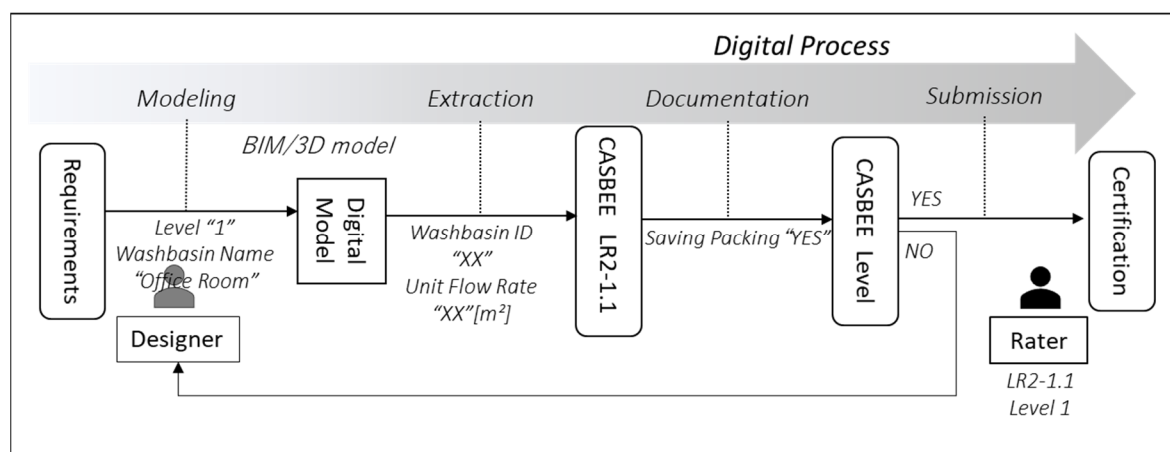 Digital Process
Modeling
Extraction
Documentation
Submission
BIM/3D model
Requirements
Level “1”
Washbasin Name
“Office Room”
Designer
Digital
Model
Washbasin ID
“XX”
Unit Flow Rate
“XX”[m²]
CASBEE LR2-1.1
Saving Packing “YES”
CASBEE Level
YES
NO
Certification
Rater
LR2-1.1
Level 1